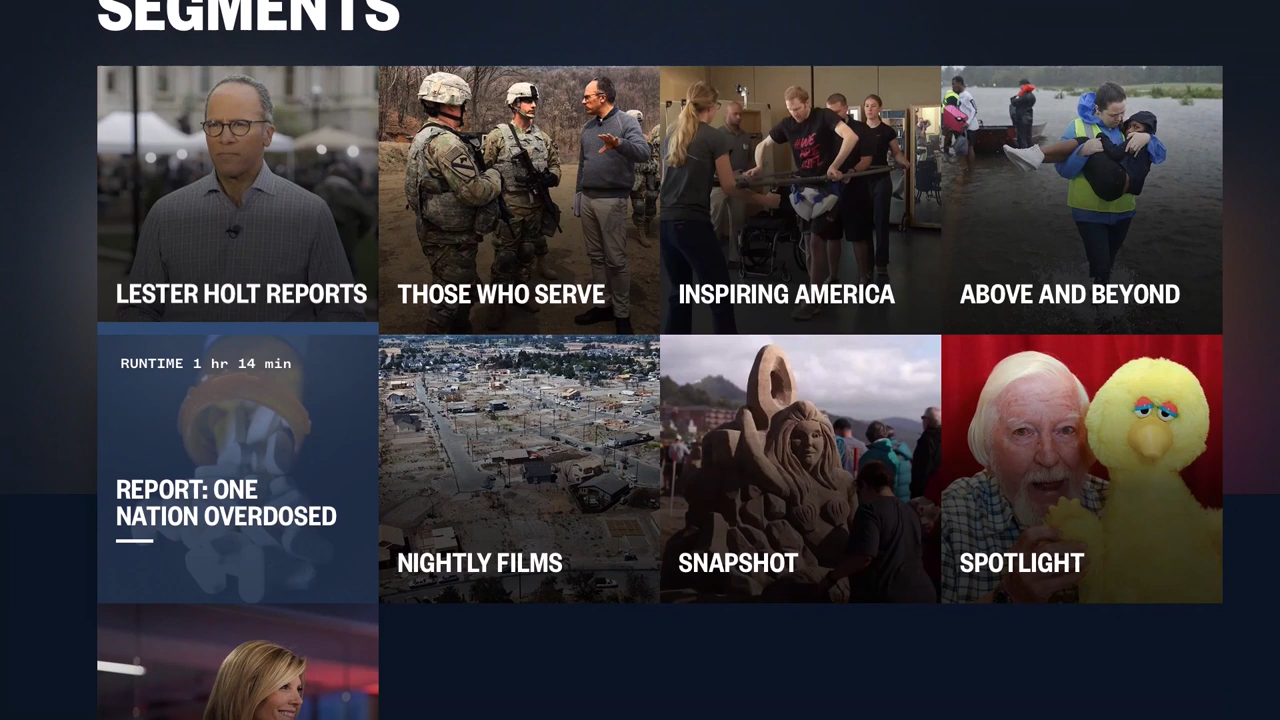 SEGMENTS
LESTER HOLT REPORTS
THOSE WHO SERVE
INSPIRING AMERICA
ABOVE AND BEYOND
RUNTIME 1 hr 14 min
REPORT: ONE
NATION OVERDOSED
NIGHTLY FILMS
SNAPSHOT
SPOTLIGHT